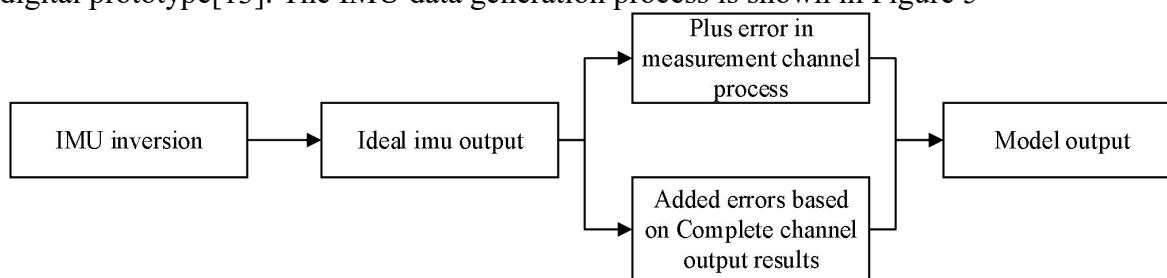 digital prototype[13]. The IMU data generation process is shown in Figure 3
Plus error in
measurement channel
process
IMU inversion
Ideal imu output
Model output
Added errors based
on Complete channel
output results